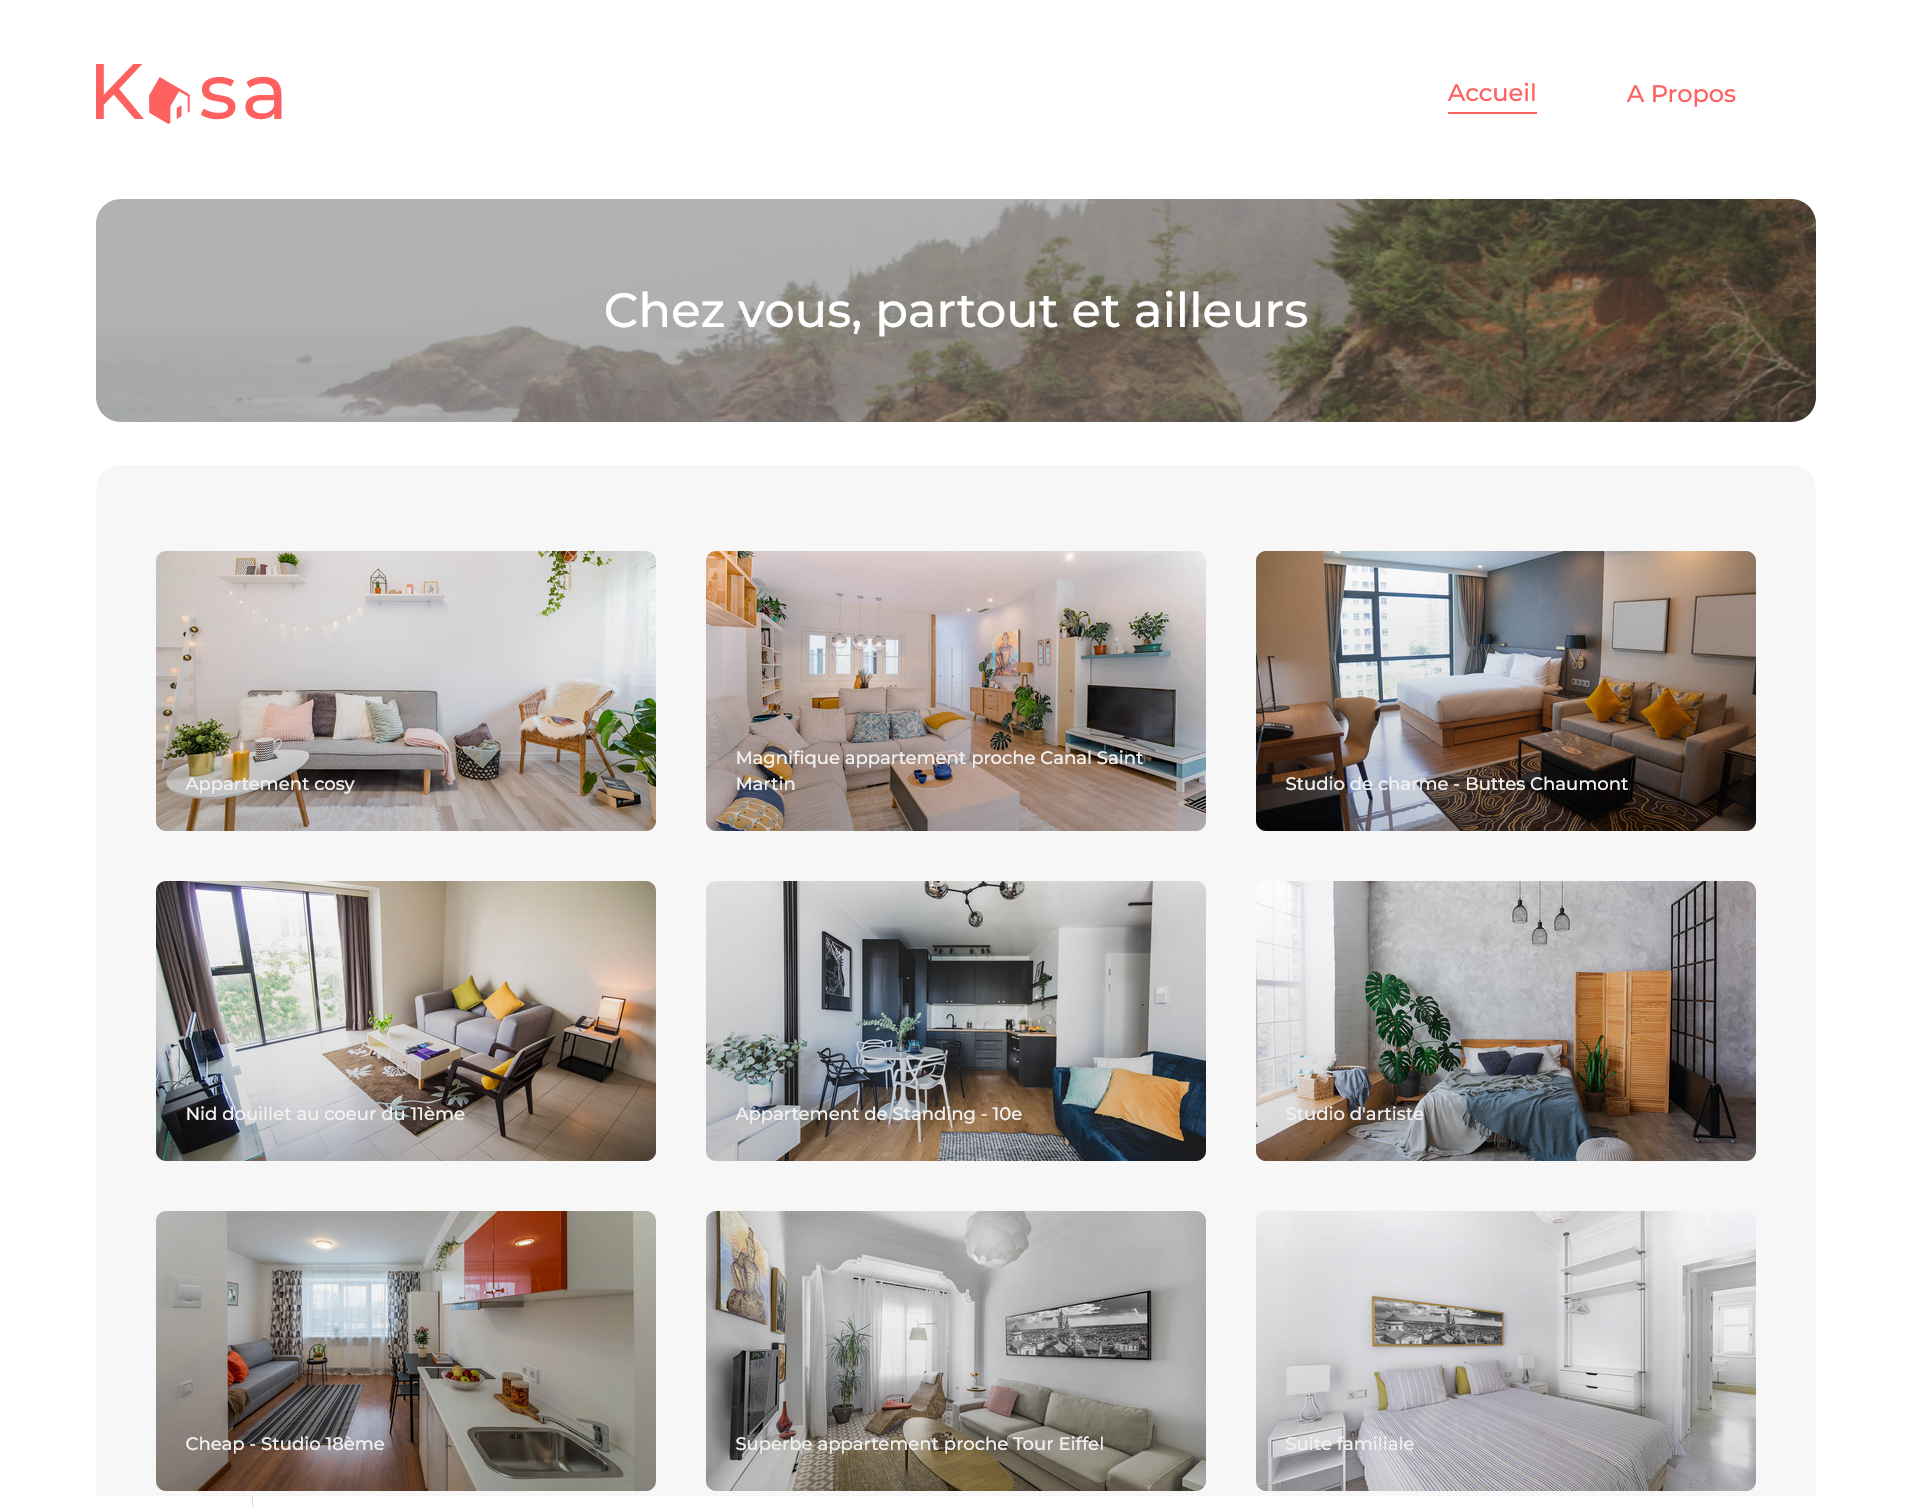 Kasa
Accueil
A Propos
Chez vous, partout et ailleurs
Appartement cosy
Magnifique appartement proche Canal Saint
Martin
Studio de charme - Buttes Chaumont
Nid douillet au coeur du 11ème
Appartement de Standing - 10e
Studio d'artiste
Cheap - Studio 18ème
Superbe appartement proche Tour Eiffel
Suite familiale